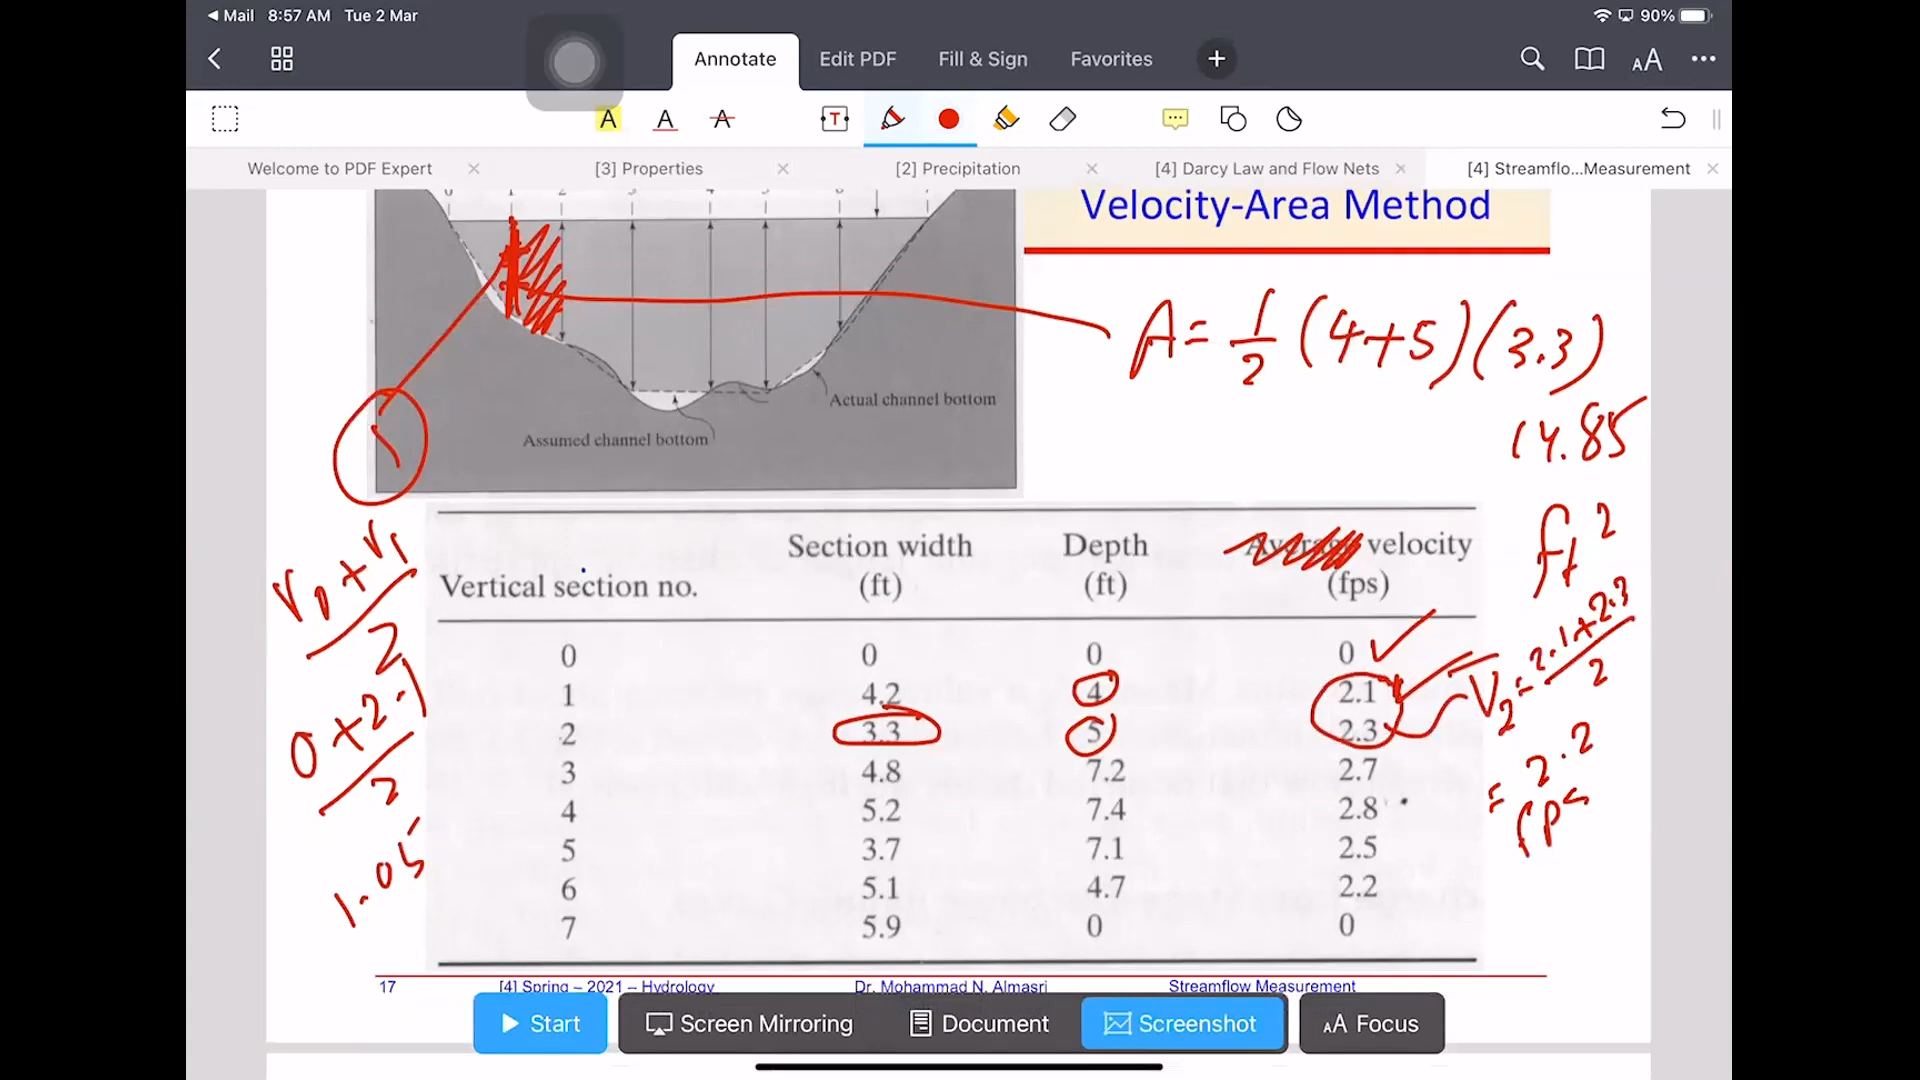 Mail 8:57 AM Tue 2 Mar 90%
Annotate Edit PDF Fill & Sign Favorites
Welcome to PDF Expert [3] Properties [2] Precipitation [4] Darcy Law and Flow Nets [4] Streamflo...Measurement
Velocity-Area Method
A = 1/2 (4+5)(3.3)
14.85
ft²
Actual channel bottom
Assumed channel bottom
1
V0 + V1
2
0 + 2.1
2
1.05
Vertical section no. Section width (ft) Depth (ft) velocity (fps)
0 0 0 0
1 4.2 4 2.1
2 3.3 5 2.3
3 4.8 7.2 2.7
4 5.2 7.4 2.8
5 3.7 7.1 2.5
6 5.1 4.7 2.2
7 5.9 0 0
V2 = 2.1+2.3
2
= 2.2
fps
17 [4] Spring – 2021 – Hydrology Dr. Mohammad N. Almasri Streamflow Measurement
Start Screen Mirroring Document Screenshot AA Focus